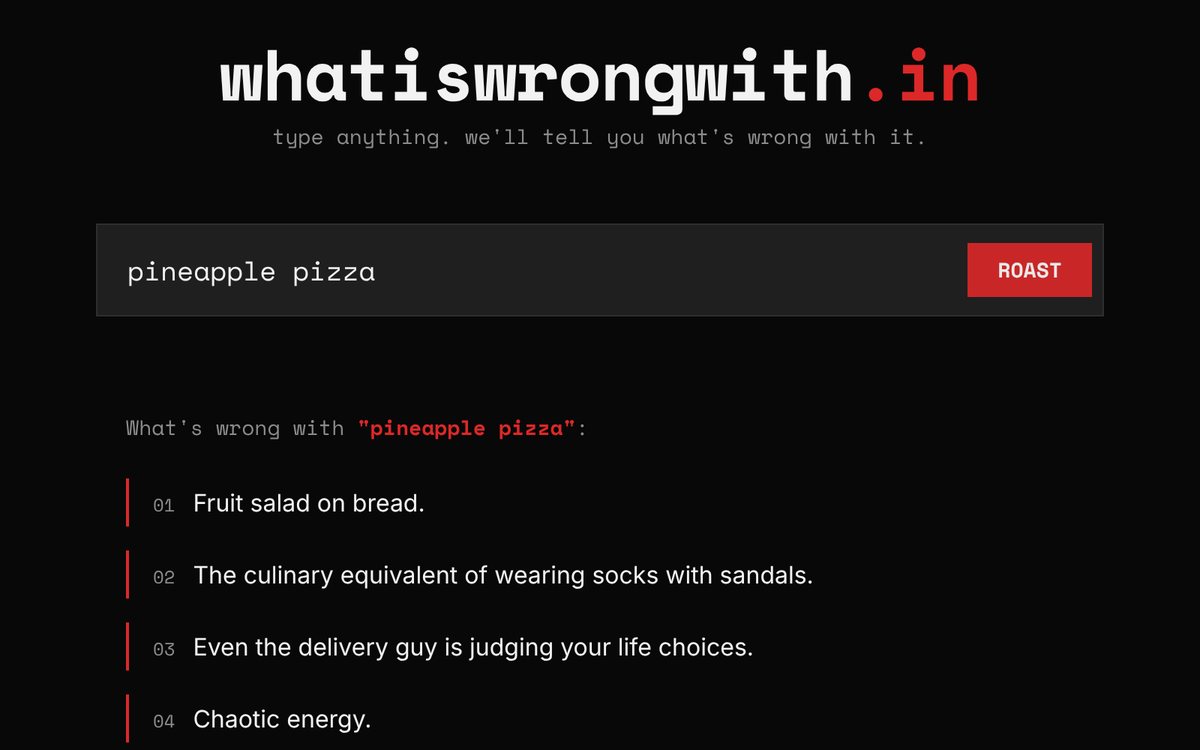 whatiswrongwith.in
type anything. we'll tell you what's wrong with it.
pineapple pizza
ROAST
What's wrong with "pineapple pizza":
01 Fruit salad on bread.
02 The culinary equivalent of wearing socks with sandals.
03 Even the delivery guy is judging your life choices.
04 Chaotic energy.